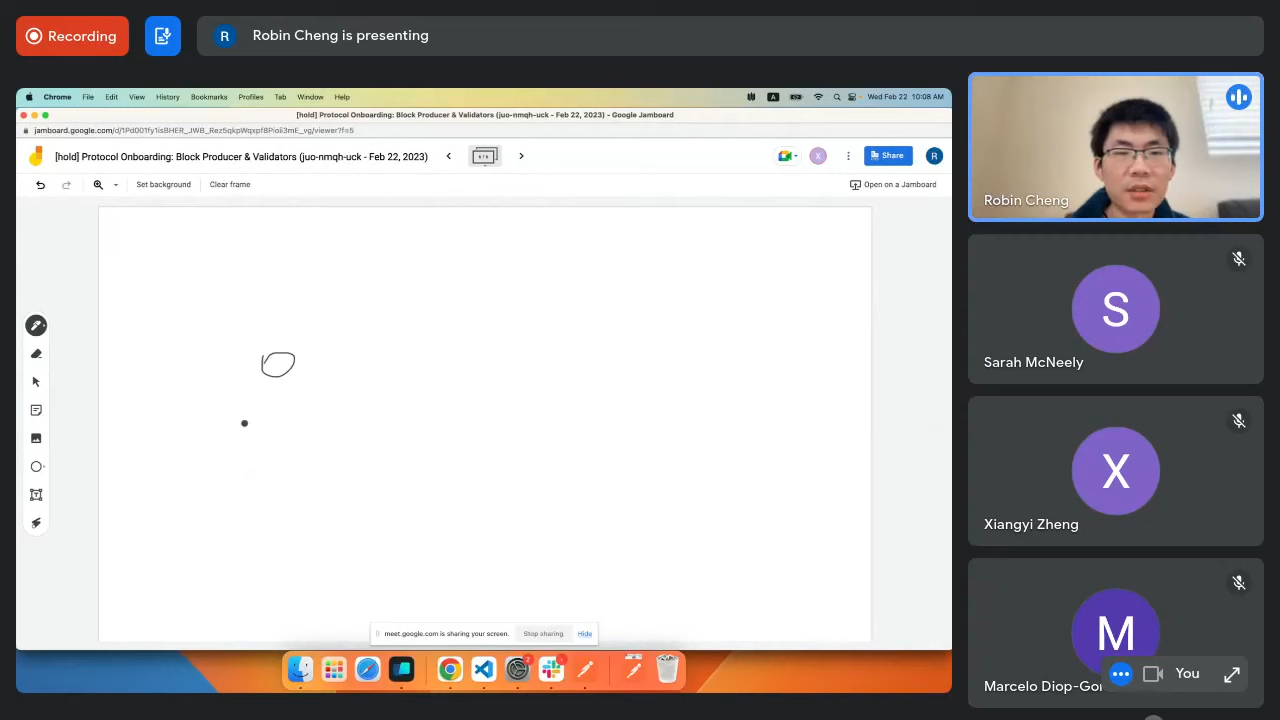 Recording
R
Robin Cheng is presenting
Chrome File Edit View History Bookmarks Profiles Tab Window Help
A
Wed Feb 22 10:08 AM
[hold] Protocol Onboarding: Block Producer & Validators (juo-nmqh-uck - Feb 22, 2023) - Google Jamboard
[hold] Protocol Onboarding: Block Producer & Validators (juo-nmqh-uck - Feb 22, 2023)
X
Share
R
Set background
Clear frame
Open on a Jamboard
meet.google.com is sharing your screen.
Stop sharing
Hide
Robin Cheng
S
Sarah McNeely
X
Xiangyi Zheng
M
Marcelo Diop-Gon
You